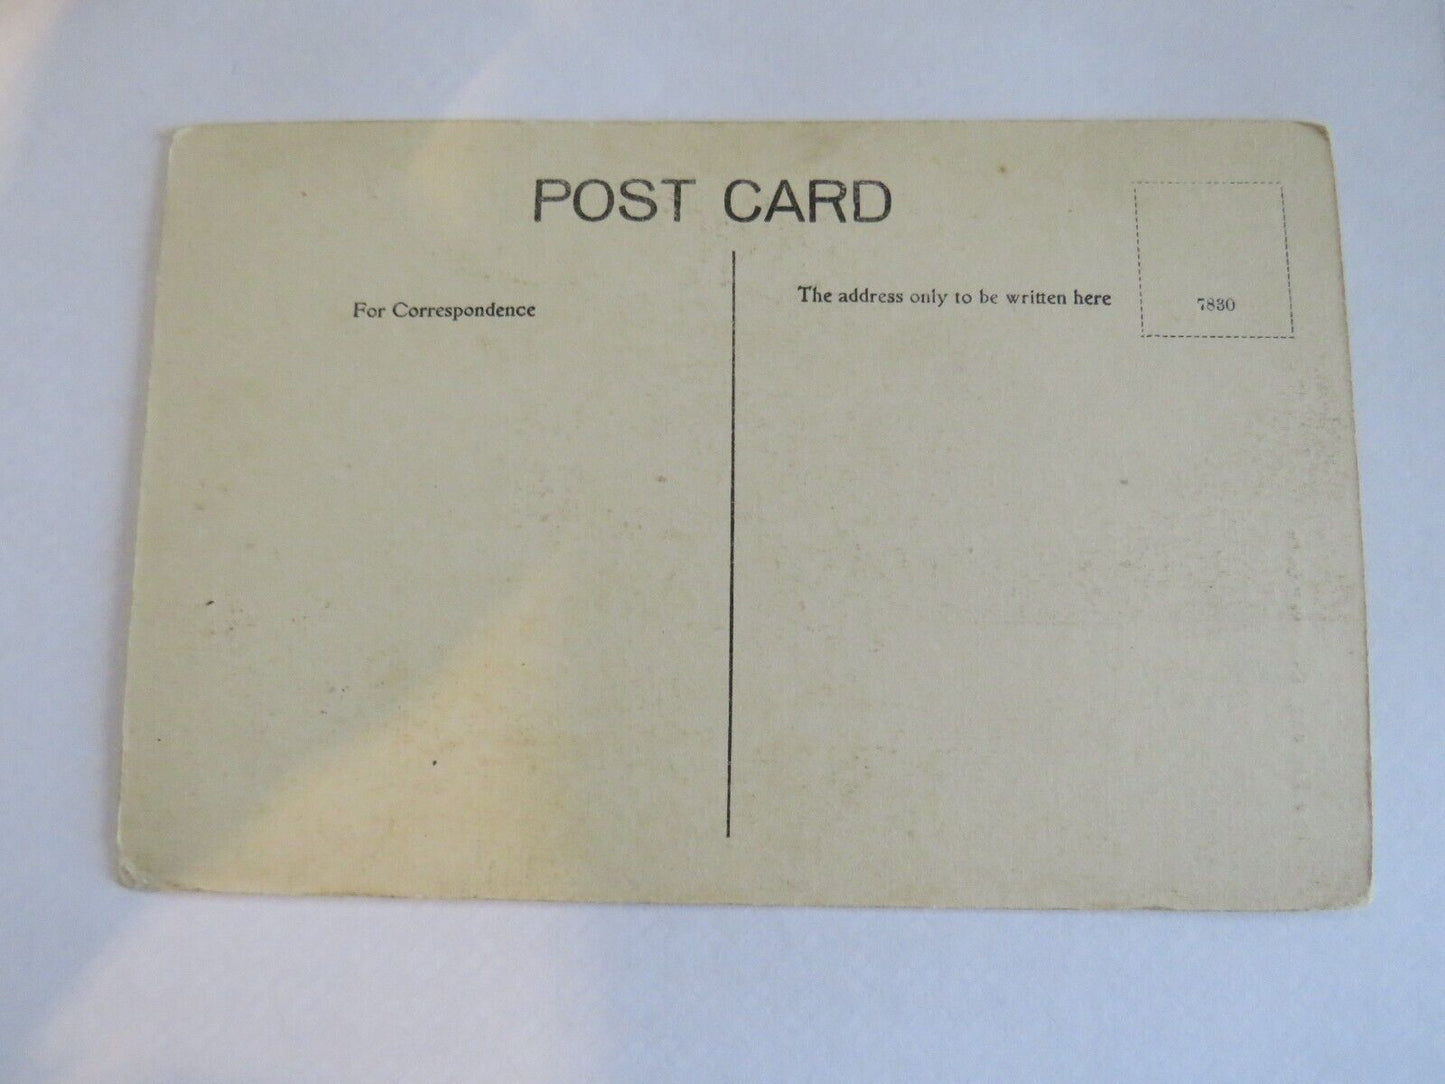 POST CARD
For Correspondence
The address only to be written here
7830